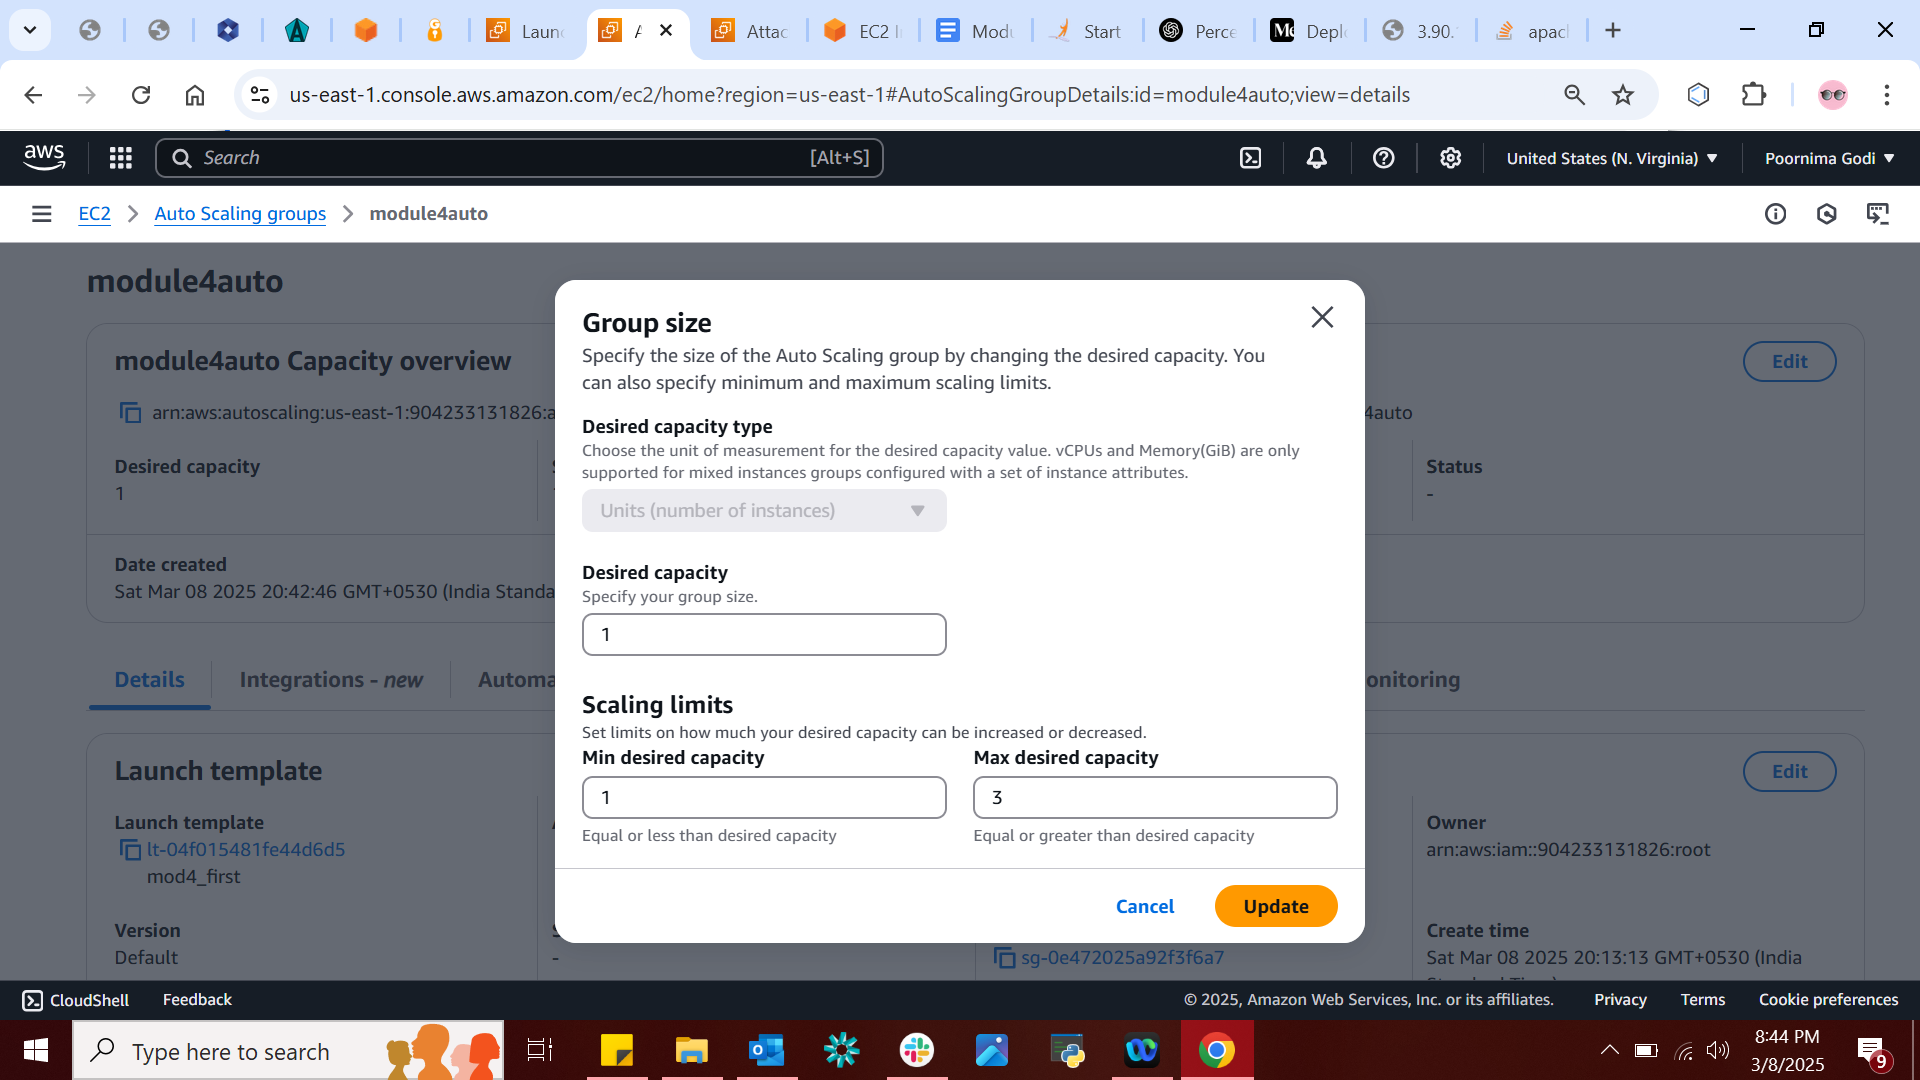 Laun
A
Attac
EC2 I
Modu
Start
Perce
Depl
3.90.
apac
us-east-1.console.aws.amazon.com/ec2/home?region=us-east-1#AutoScalingGroupDetails:id=module4auto;view=details
aws
Search
[Alt+S]
United States (N. Virginia)
Poornima Godi
EC2
Auto Scaling groups
module4auto
module4auto
module4auto Capacity overview
Edit
arn:aws:autoscaling:us-east-1:904233131826:a
4auto
Desired capacity
1
Status
-
Date created
Sat Mar 08 2025 20:42:46 GMT+0530 (India Standa
Details
Integrations - new
Automa
onitoring
Launch template
Edit
Launch template
lt-04f015481fe44d6d5
mod4_first
Owner
arn:aws:iam::904233131826:root
Version
Default
-
sg-0e472025a92f3f6a7
Create time
Sat Mar 08 2025 20:13:13 GMT+0530 (India
Group size
Specify the size of the Auto Scaling group by changing the desired capacity. You
can also specify minimum and maximum scaling limits.
Desired capacity type
Choose the unit of measurement for the desired capacity value. vCPUs and Memory(GiB) are only
supported for mixed instances groups configured with a set of instance attributes.
Units (number of instances)
Desired capacity
Specify your group size.
1
Scaling limits
Set limits on how much your desired capacity can be increased or decreased.
Min desired capacity
Max desired capacity
1
3
Equal or less than desired capacity
Equal or greater than desired capacity
Cancel
Update
CloudShell
Feedback
© 2025, Amazon Web Services, Inc. or its affiliates.
Privacy
Terms
Cookie preferences
Type here to search
8:44 PM
3/8/2025
9